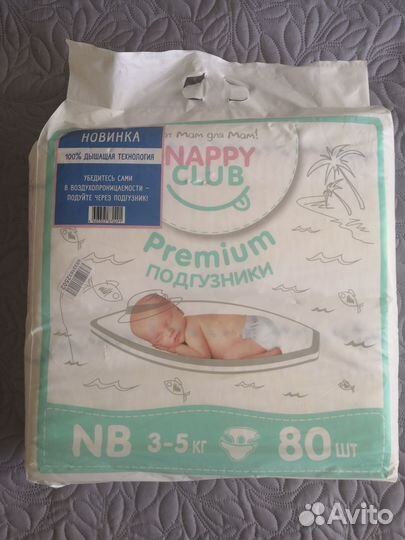 НОВИНКА
100% ДЫШАЩАЯ ТЕХНОЛОГИЯ
УБЕДИТЕСЬ САМИ
В ВОЗДУХОПРОНИЦАЕМОСТИ –
ПОДУЙТЕ ЧЕРЕЗ ПОДГУЗНИК!
от Мам для Мам!
NAPPY
CLUB
Premium
ПОДГУЗНИКИ
NB 3-5 КГ 80 ШТ
Avito